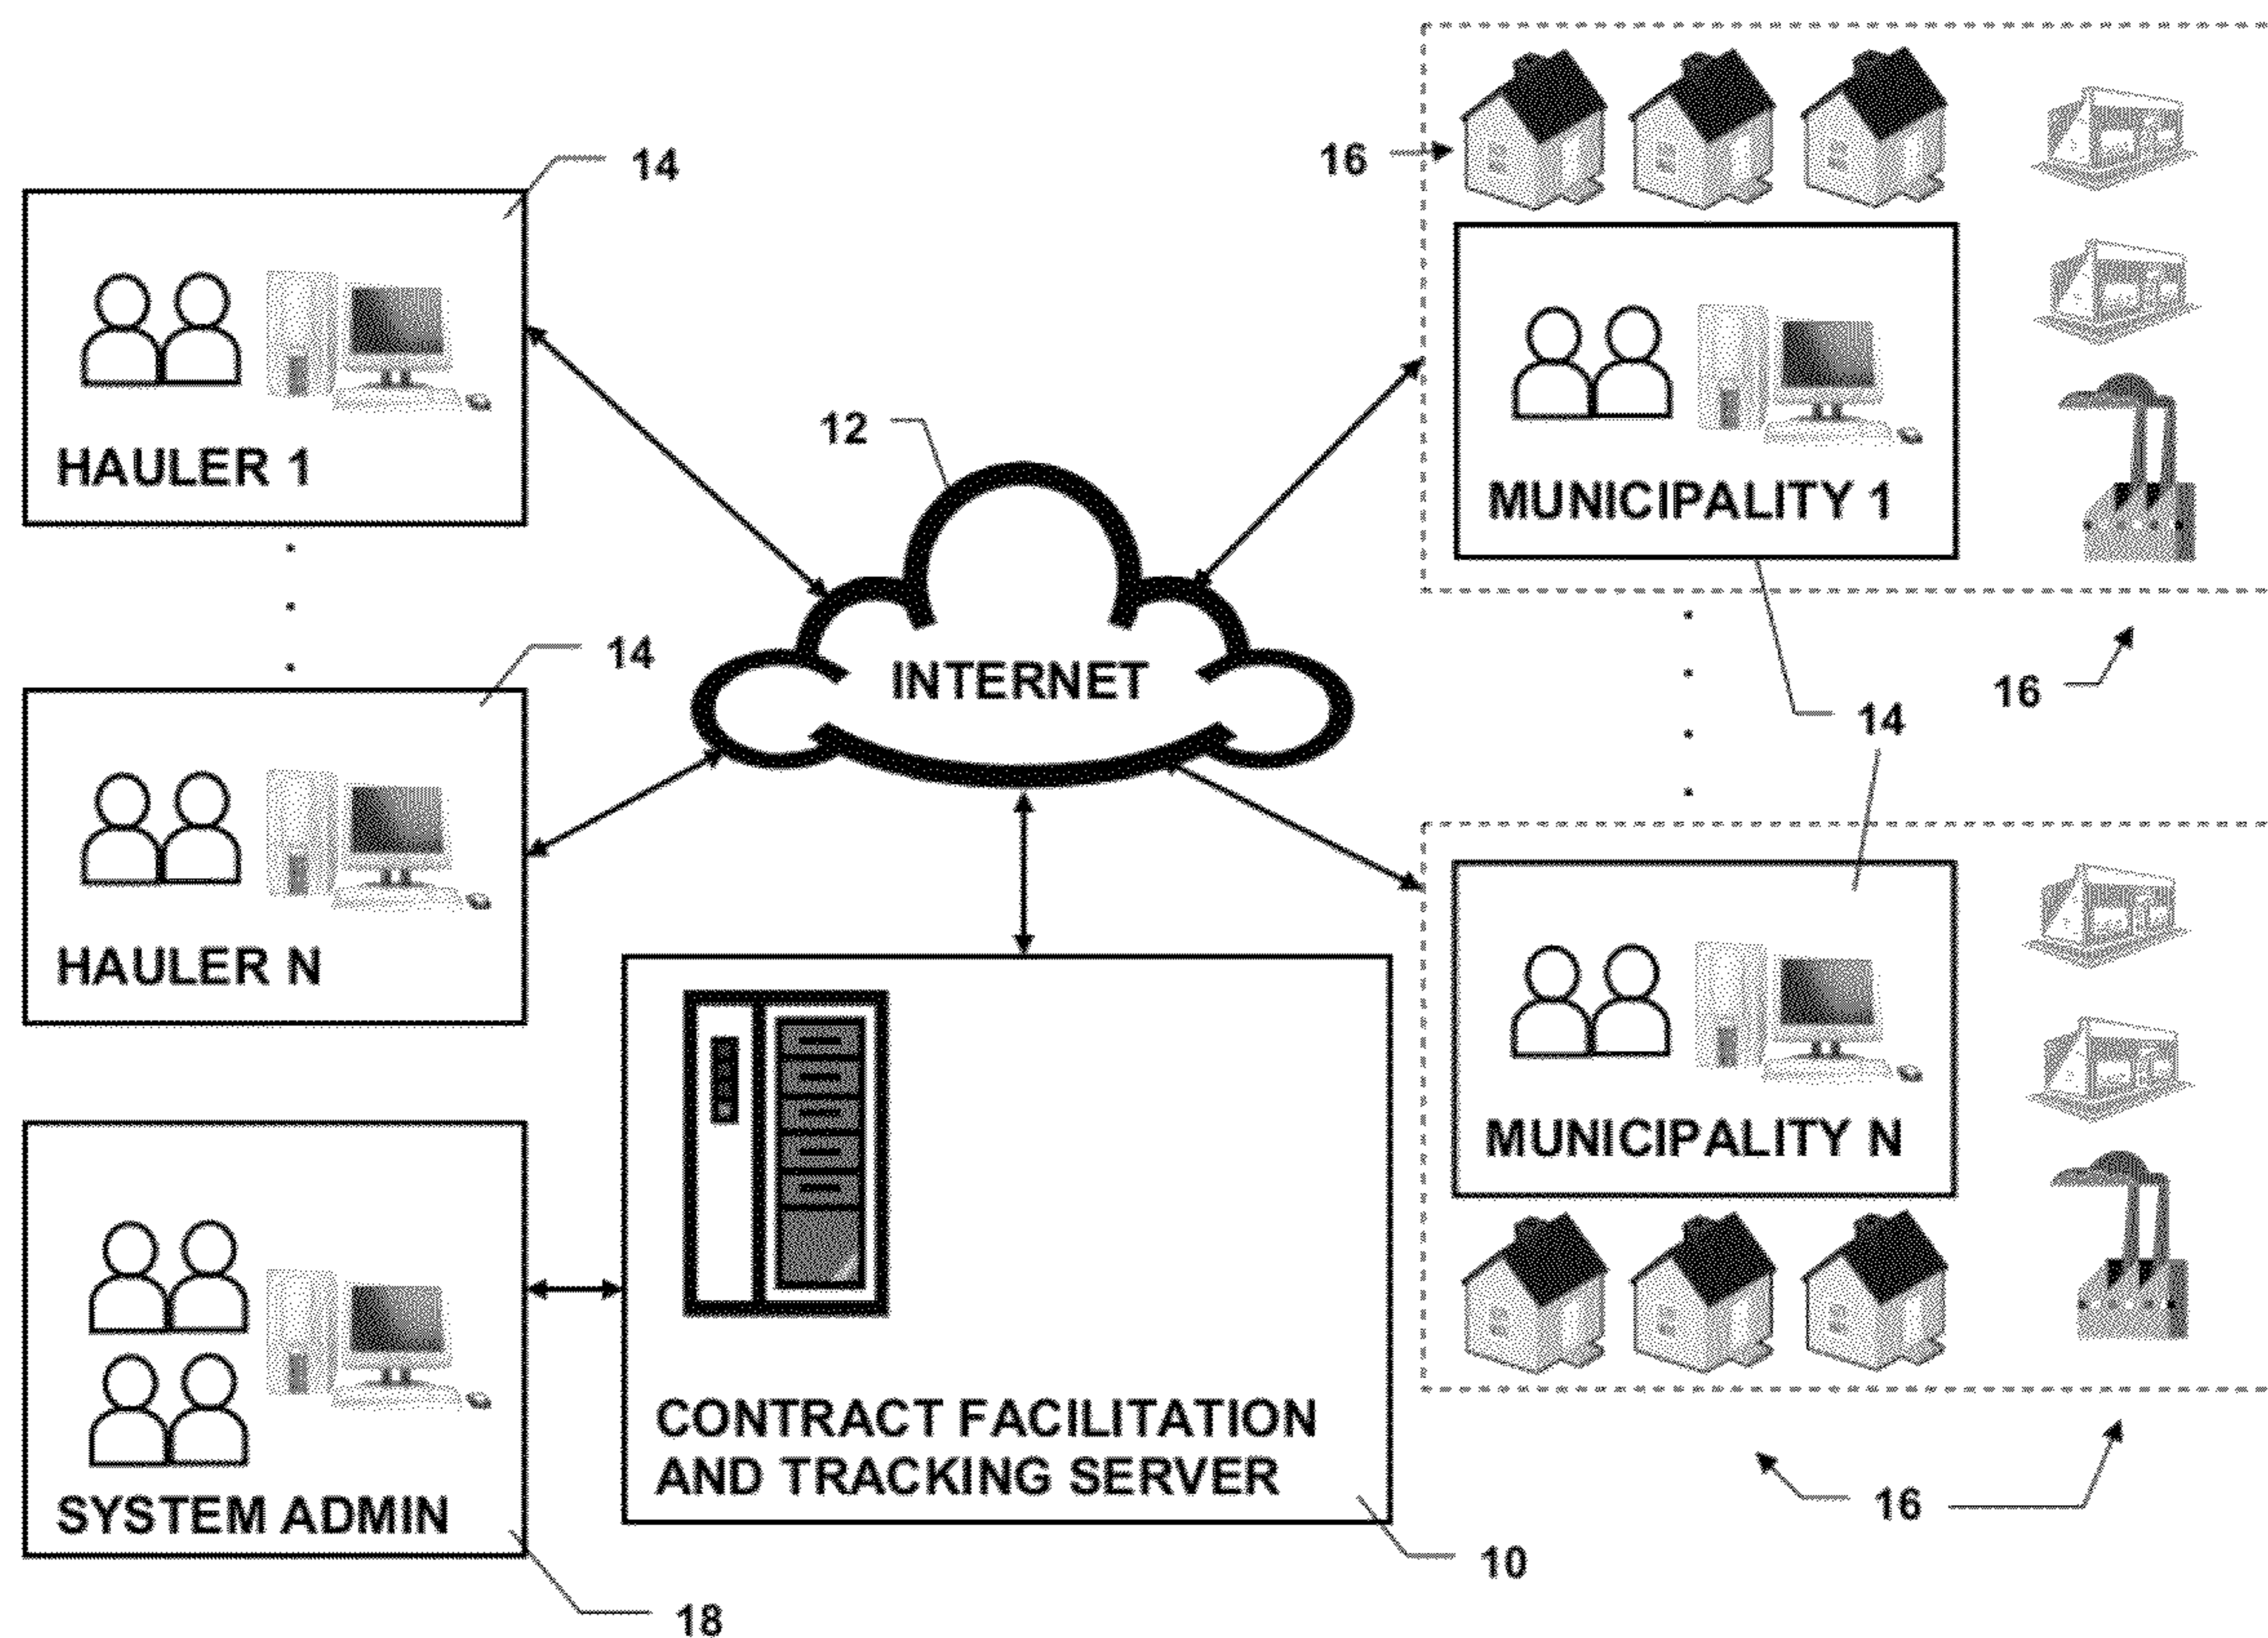 14
16
HAULER 1
12
MUNICIPALITY 1
14
INTERNET
16
14
HAULER N
MUNICIPALITY N
CONTRACT FACILITATION
AND TRACKING SERVER
SYSTEM ADMIN
16
10
18